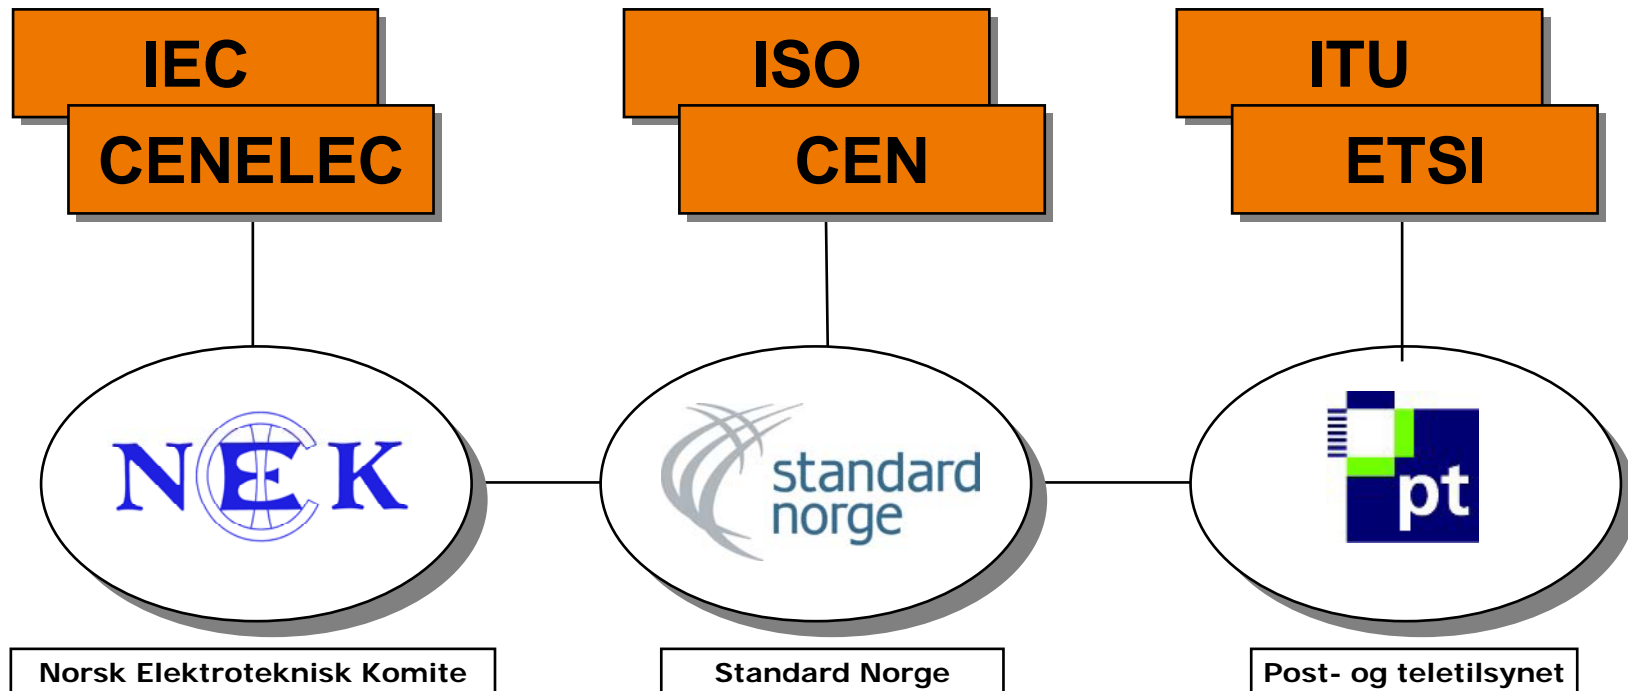 IEC
CENELEC
ISO
CEN
ITU
ETSI
NEK
standard
norge
pt
Norsk Elektroteknisk Komite
Standard Norge
Post- og teletilsynet